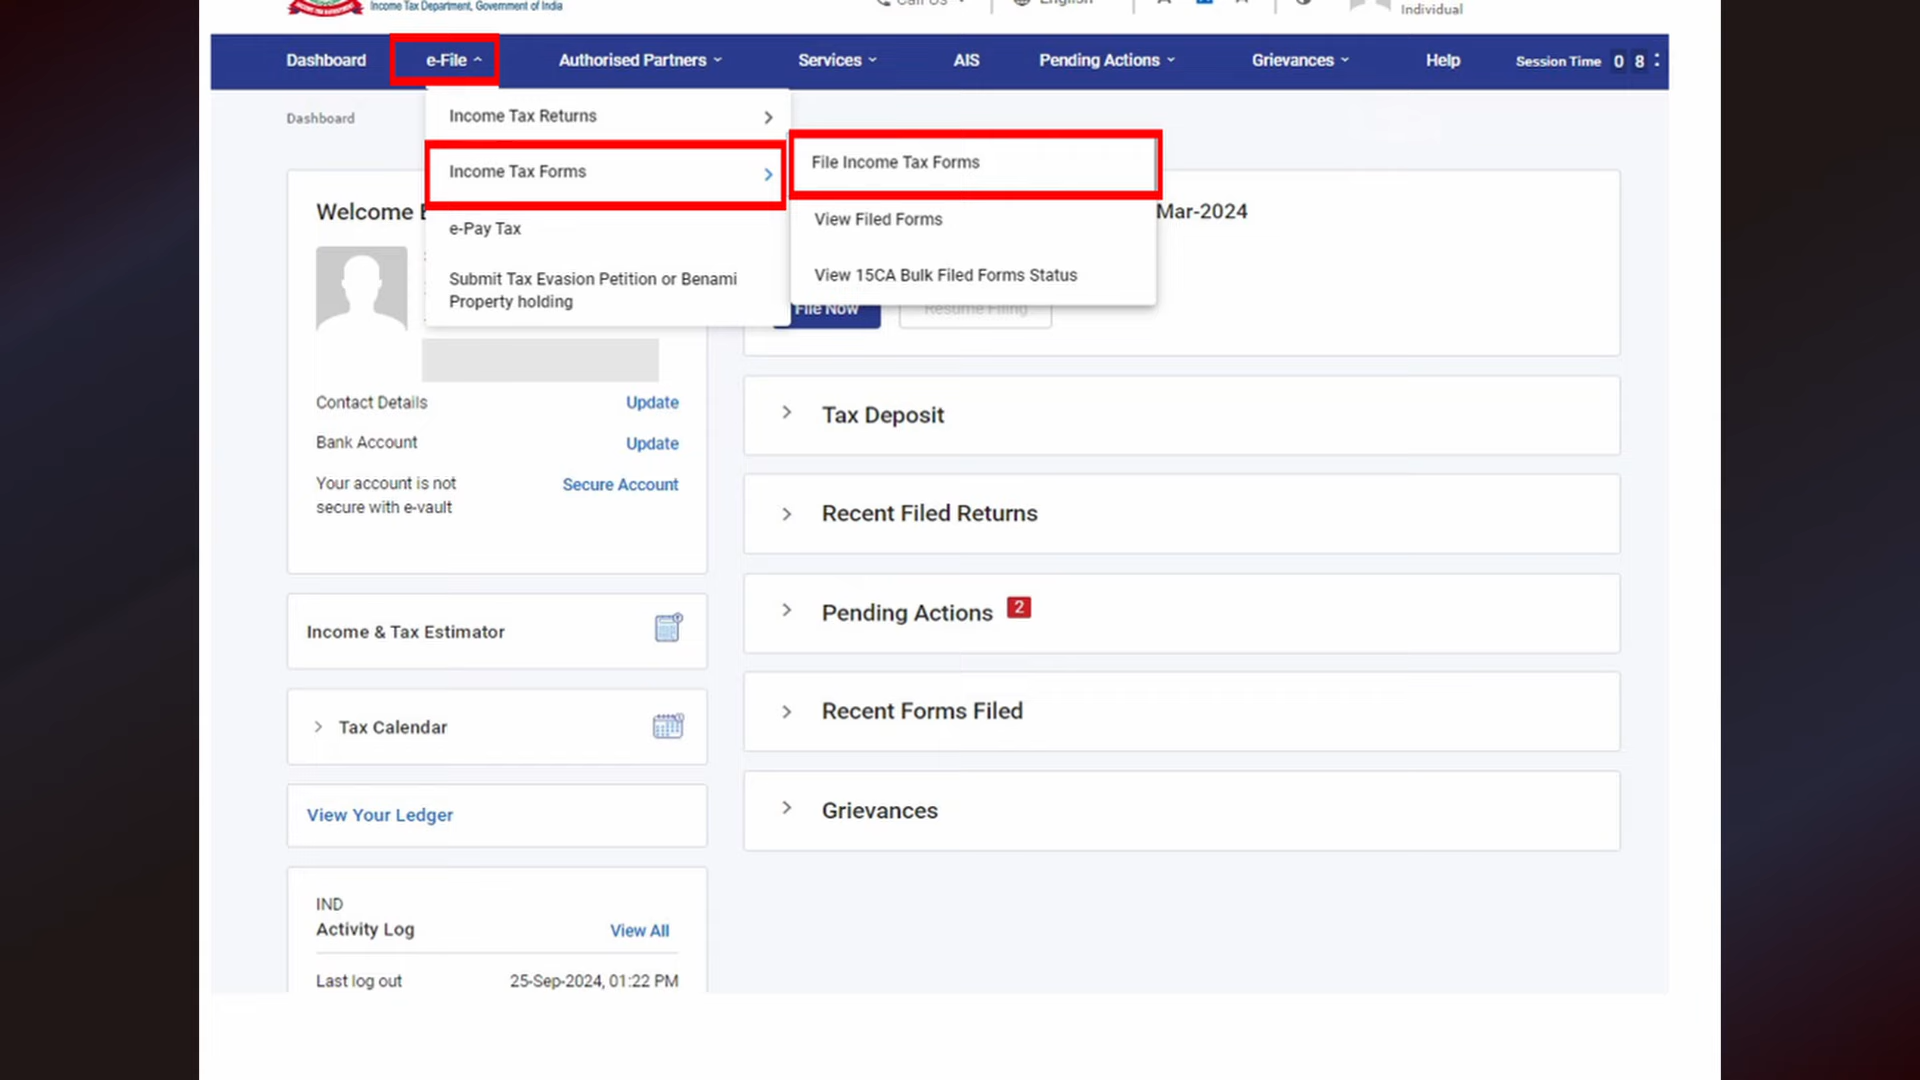 Income Tax Department, Government of India
Call Us
English
Individual
Dashboard
e-File
Authorised Partners
Services
AIS
Pending Actions
Grievances
Help
Session Time 0 8 :
Dashboard
Income Tax Returns
Income Tax Forms
e-Pay Tax
Submit Tax Evasion Petition or Benami
Property holding
File Income Tax Forms
View Filed Forms
View 15CA Bulk Filed Forms Status
Welcome
Mar-2024
File Now
Resume Filing
Contact Details
Update
Bank Account
Update
Your account is not
secure with e-vault
Secure Account
Income & Tax Estimator
Tax Calendar
View Your Ledger
IND
Activity Log
View All
Last log out
25-Sep-2024, 01:22 PM
Tax Deposit
Recent Filed Returns
Pending Actions 2
Recent Forms Filed
Grievances